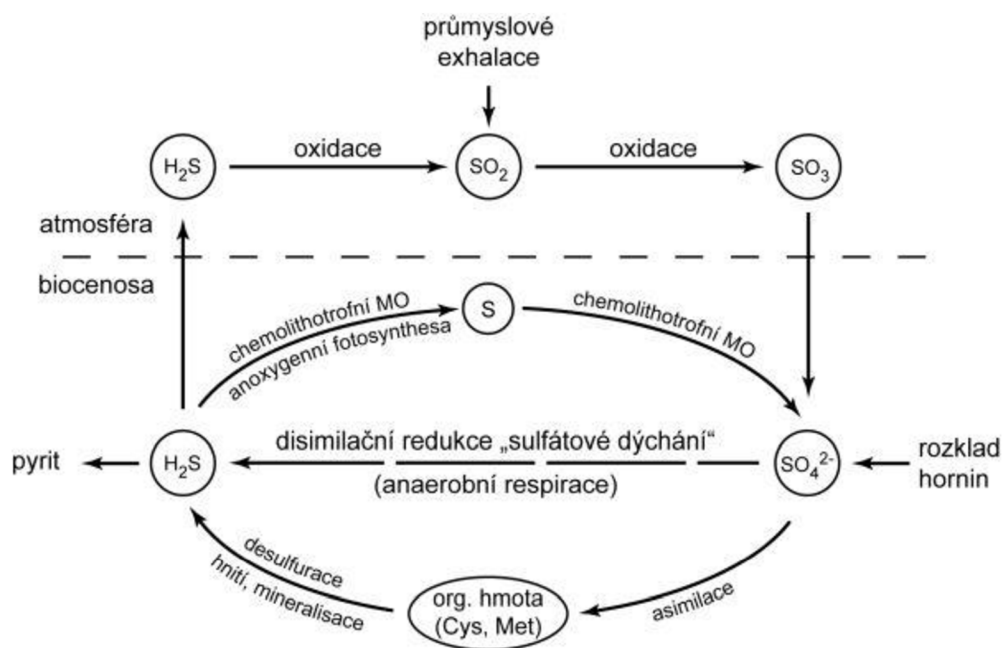 průmyslové
exhalace
H₂S
oxidace
SO₂
oxidace
SO₃
atmosféra
biocenosa
S
chemolithotrofní MO
anoxygenní fotosynthesa
chemolithotrofní MO
disimilační redukce „sulfátové dýchání“
(anaerobní respirace)
pyrit
H₂S
SO₄²⁻
rozklad
hornin
desulfurace
hnití, mineralisace
org. hmota
(Cys, Met)
asimilace